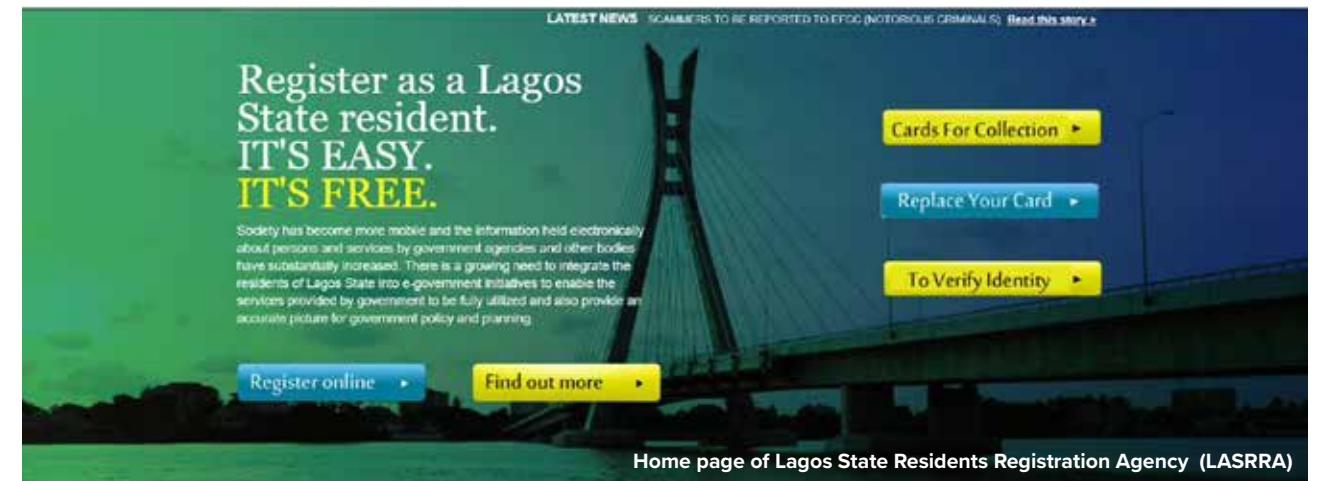 LATEST NEWS SCAMMERS TO BE REPORTED TO EFCC (NOTORIOUS CRIMINALS) Read this story »
Register as a Lagos
State resident.
IT'S EASY.
IT'S FREE.
Society has become more mobile and the information held electronically
about persons and services by government agencies and other bodies
have substantially increased. There is a growing need to integrate the
residents of Lagos State into e-government initiatives to enable the
services provided by government to be fully utilized and also provide an
accurate picture for government policy and planning.
Register online
Find out more
Cards For Collection
Replace Your Card
To Verify Identity
Home page of Lagos State Residents Registration Agency (LASRRA)